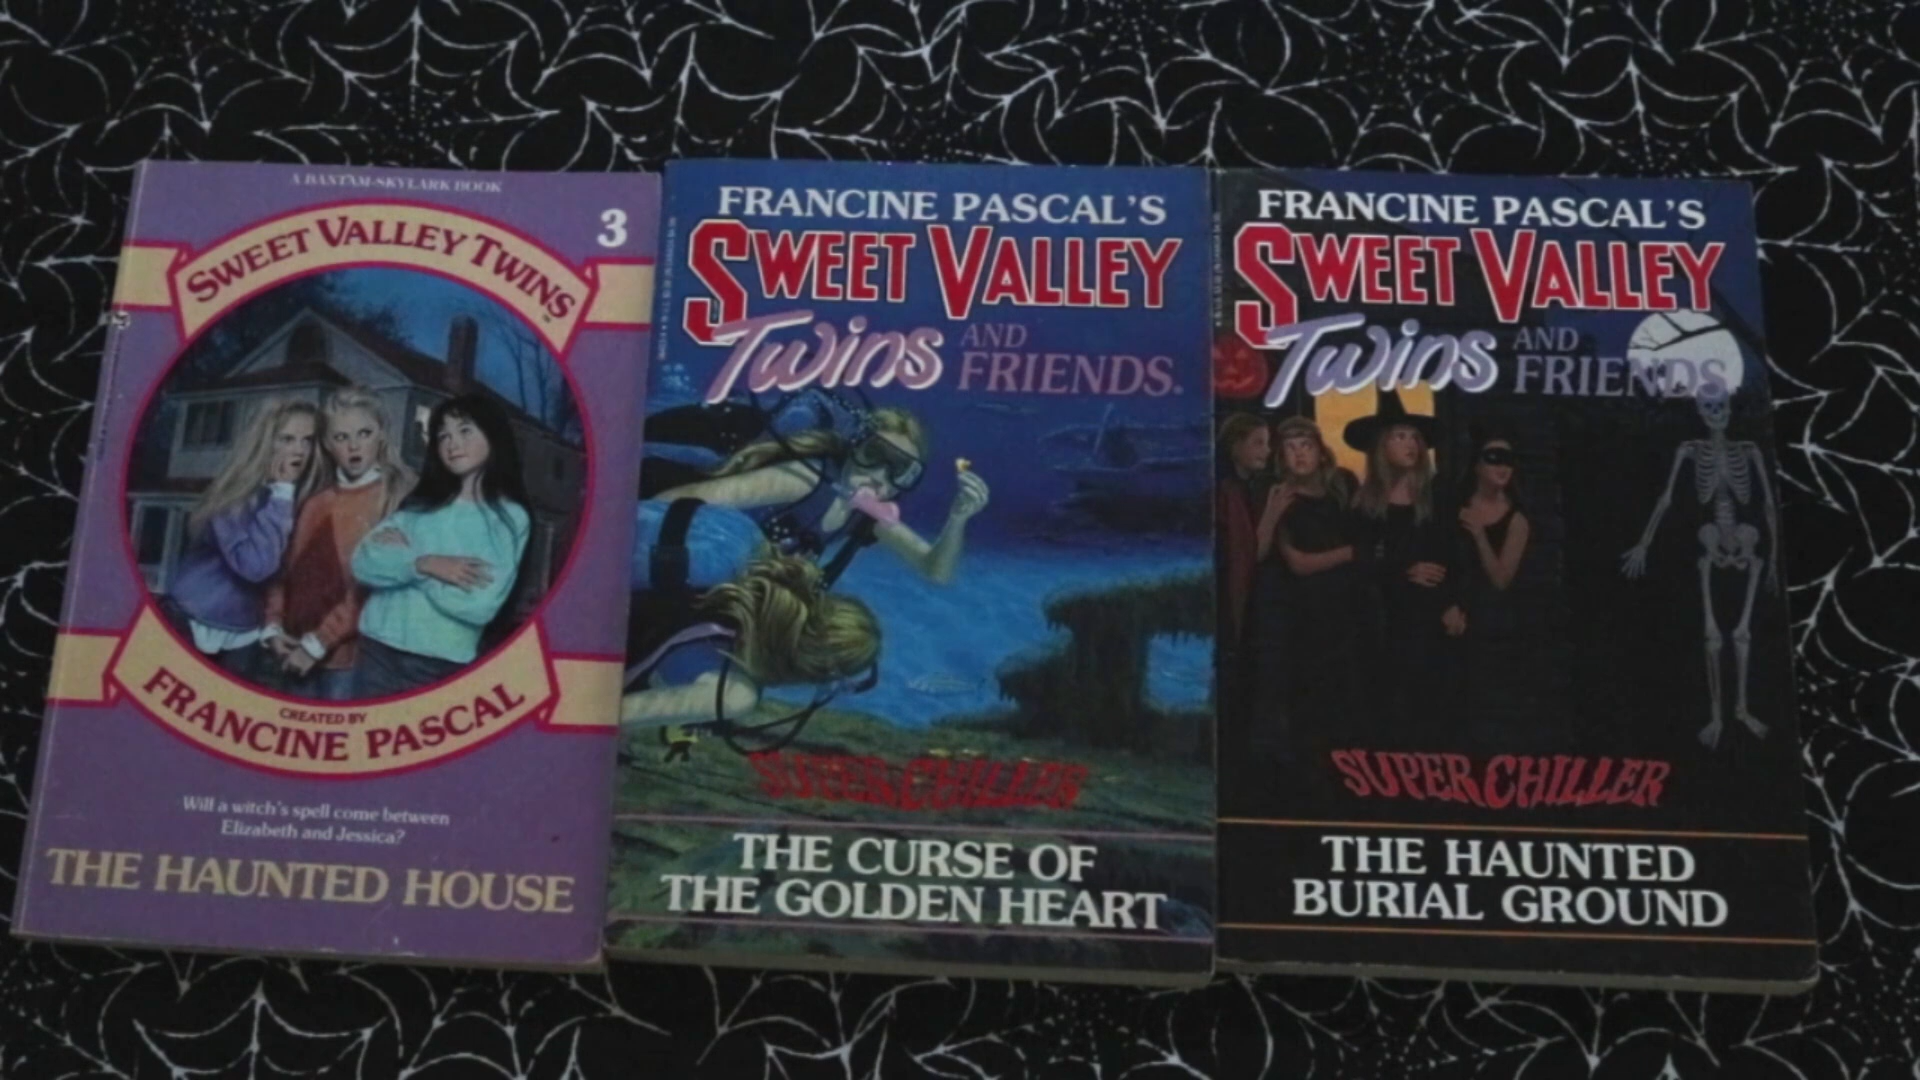 A BANTAM-SKYLARK BOOK
3
SWEET VALLEY TWINS
CREATED BY
FRANCINE PASCAL
Will a witch's spell come between
Elizabeth and Jessica?
THE HAUNTED HOUSE
FRANCINE PASCAL'S
SWEET VALLEY
Twins AND
FRIENDS.
SUPER CHILLER
THE CURSE OF
THE GOLDEN HEART
FRANCINE PASCAL'S
SWEET VALLEY
Twins AND
FRIENDS
SUPER CHILLER
THE HAUNTED
BURIAL GROUND